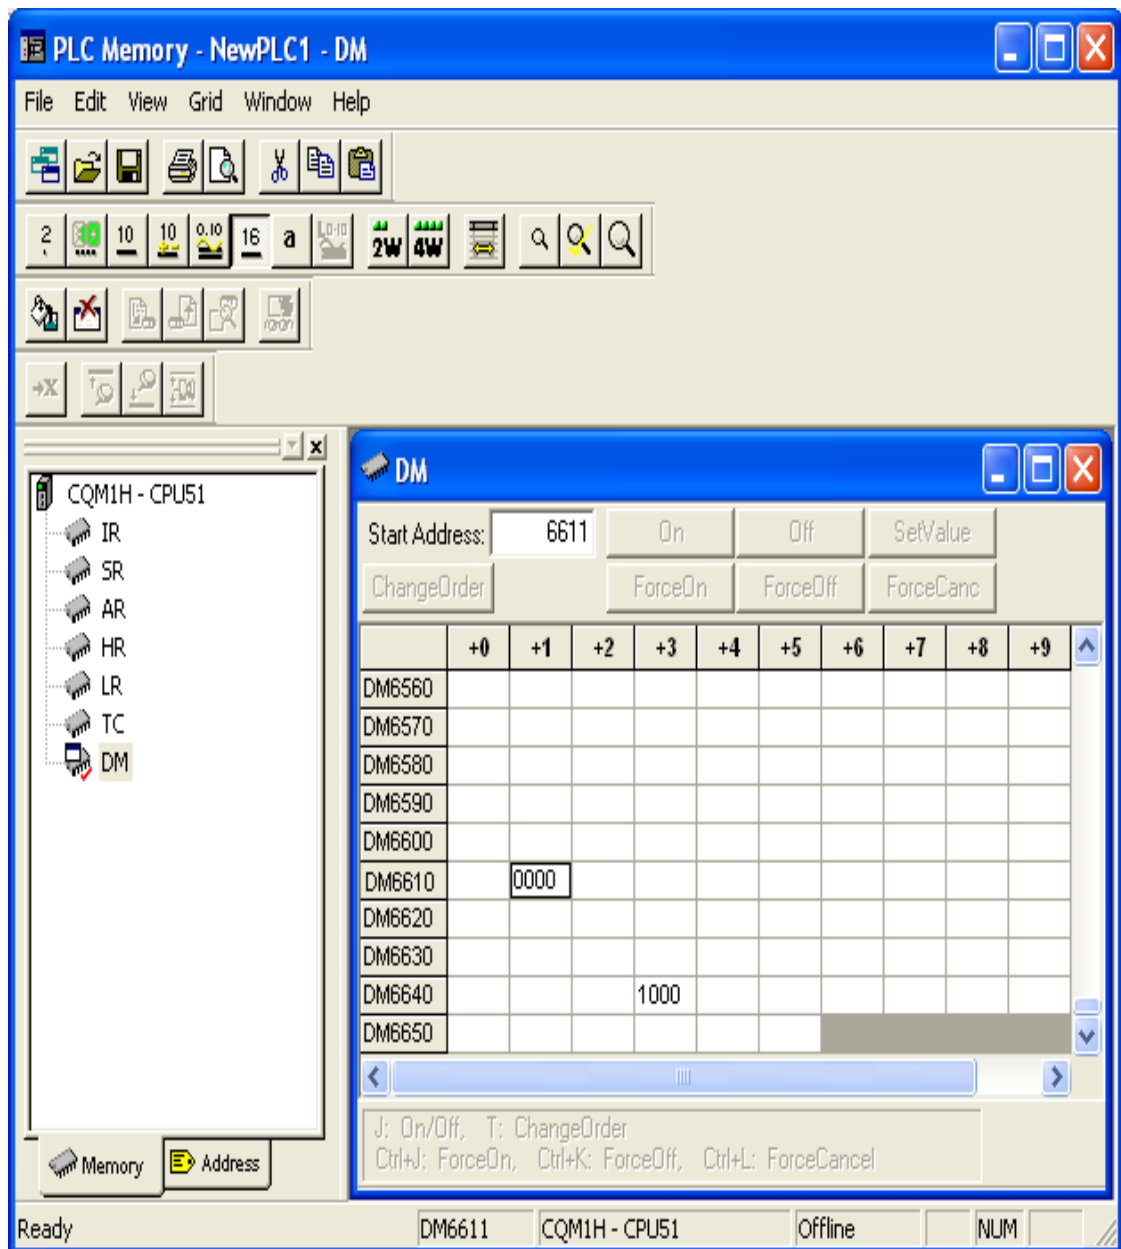 PLC Memory - NewPLC1 - DM
File Edit View Grid Window Help
2 10 10 10 0.10 16 a L0·10 2W 4W
→X
CQM1H - CPU51
IR
SR
AR
HR
LR
TC
DM
Memory Address
DM
Start Address: 6611 On Off SetValue
ChangeOrder ForceOn ForceOff ForceCanc
+0 +1 +2 +3 +4 +5 +6 +7 +8 +9
DM6560
DM6570
DM6580
DM6590
DM6600
DM6610 0000
DM6620
DM6630
DM6640 1000
DM6650
J: On/Off, T: ChangeOrder
Ctrl+J: ForceOn, Ctrl+K: ForceOff, Ctrl+L: ForceCancel
Ready DM6611 CQM1H - CPU51 Offline NUM